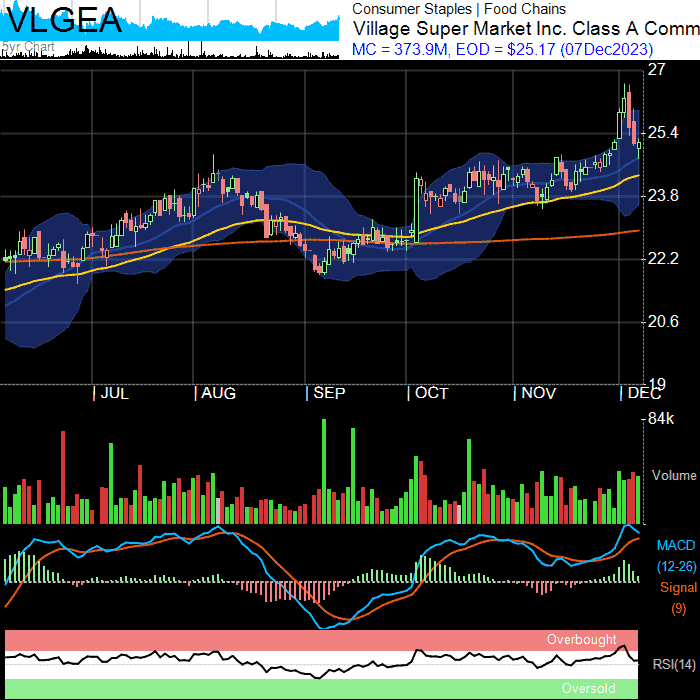 VLGEA
5yr Chart
Consumer Staples | Food Chains
Village Super Market Inc. Class A Comm
MC = 373.9M, EOD = $25.17 (07Dec2023)
27
25.4
23.8
22.2
20.6
19
| JUL | AUG | SEP | OCT | NOV | DEC
84k
Volume
MACD
(12-26)
Signal
(9)
Overbought
RSI(14)
Oversold